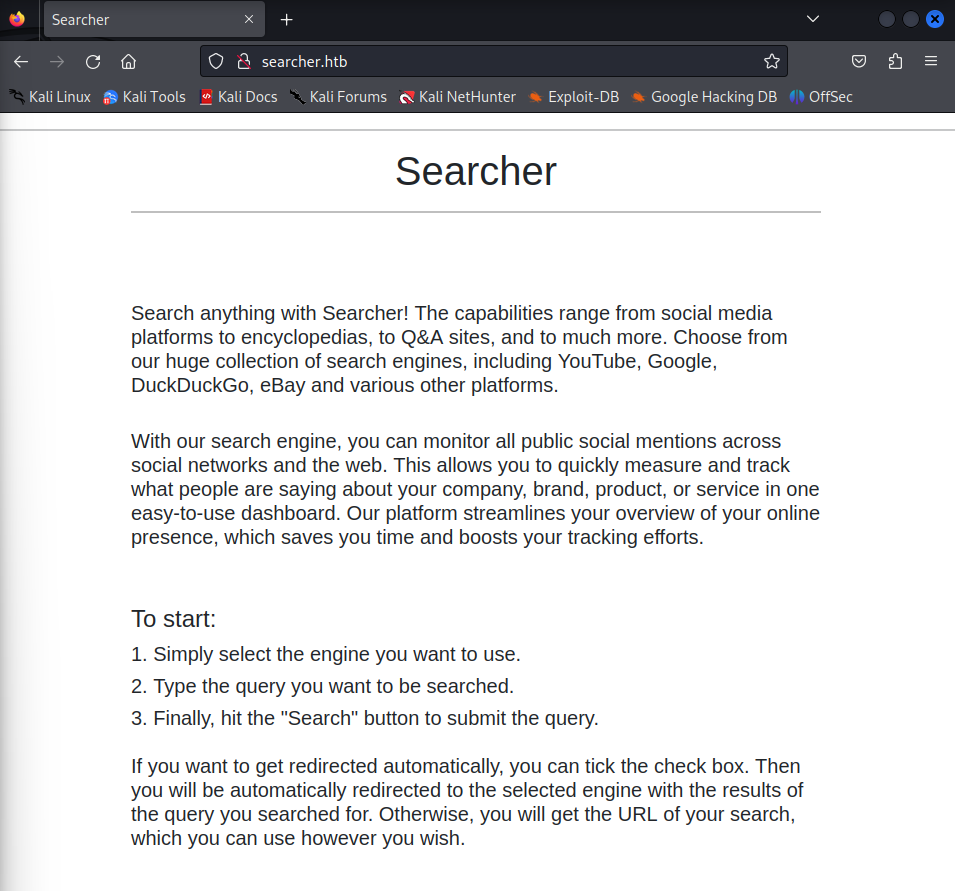 Searcher
searcher.htb
Kali Linux Kali Tools Kali Docs Kali Forums Kali NetHunter Exploit-DB Google Hacking DB OffSec
Searcher
Search anything with Searcher! The capabilities range from social media
platforms to encyclopedias, to Q&A sites, and to much more. Choose from
our huge collection of search engines, including YouTube, Google,
DuckDuckGo, eBay and various other platforms.
With our search engine, you can monitor all public social mentions across
social networks and the web. This allows you to quickly measure and track
what people are saying about your company, brand, product, or service in one
easy-to-use dashboard. Our platform streamlines your overview of your online
presence, which saves you time and boosts your tracking efforts.
To start:
1. Simply select the engine you want to use.
2. Type the query you want to be searched.
3. Finally, hit the "Search" button to submit the query.
If you want to get redirected automatically, you can tick the check box. Then
you will be automatically redirected to the selected engine with the results of
the query you searched for. Otherwise, you will get the URL of your search,
which you can use however you wish.